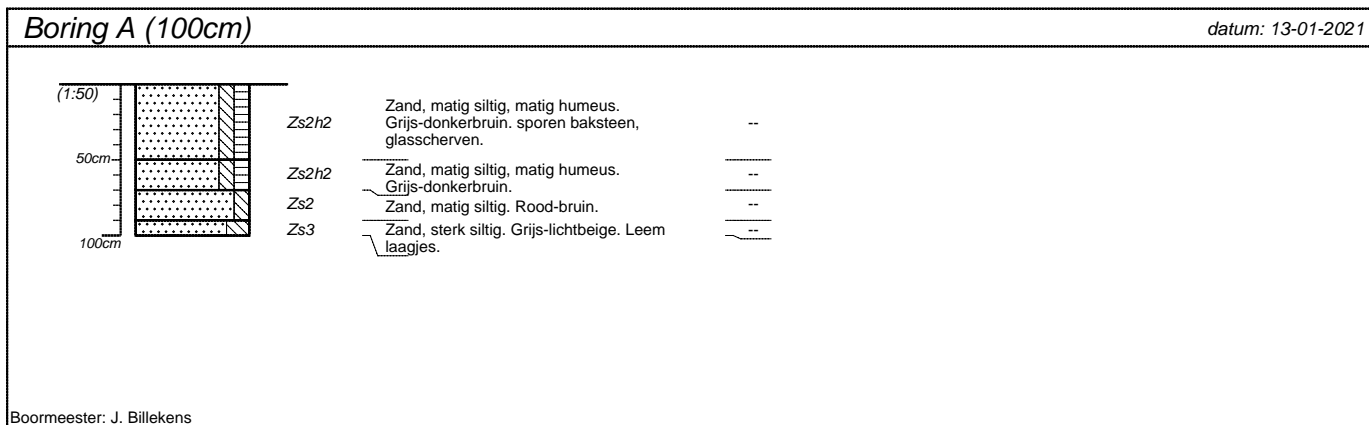 Boring A (100cm)
datum: 13-01-2021
(1:50)
Zs2h2
Zand, matig siltig, matig humeus.
Grijs-donkerbruin. sporen baksteen,
glasscherven.
--
50cm
Zs2h2
Zand, matig siltig, matig humeus.
Grijs-donkerbruin.
--
Zs2
Zand, matig siltig. Rood-bruin.
--
Zs3
Zand, sterk siltig. Grijs-lichtbeige. Leem
laagjes.
--
100cm
Boormeester: J. Billekens